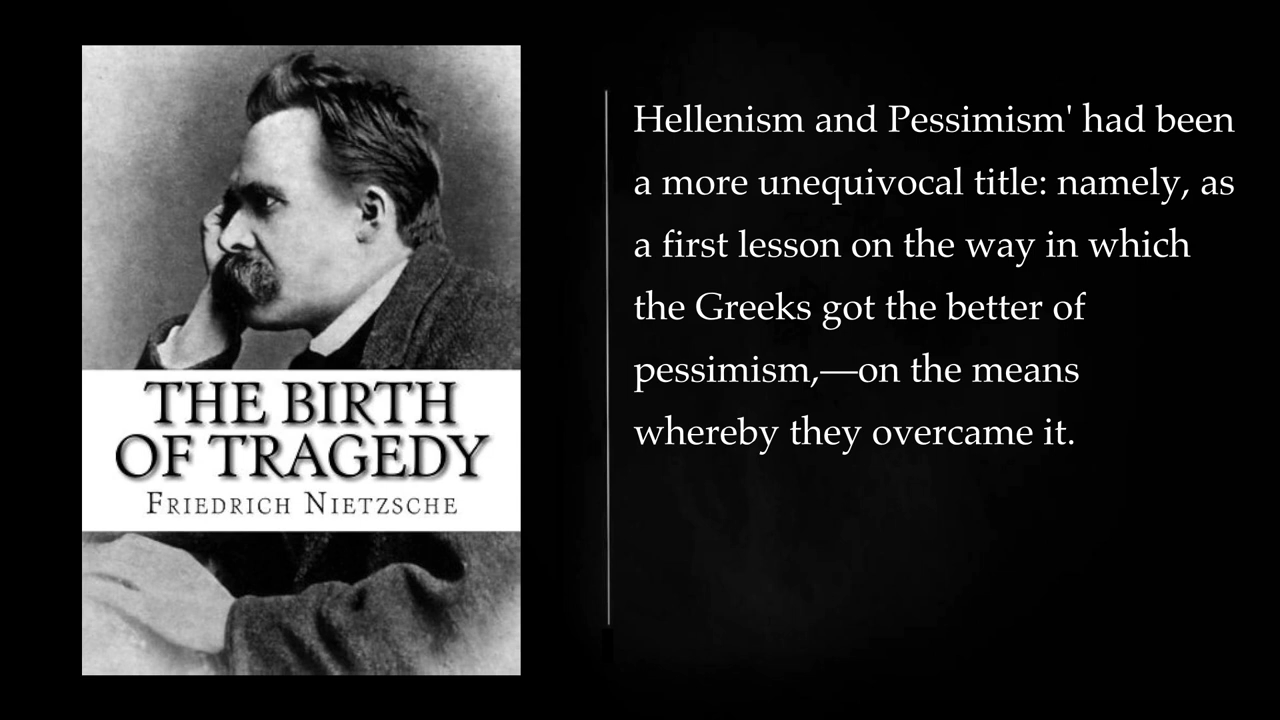 THE BIRTH
OF TRAGEDY
FRIEDRICH NIETZSCHE
Hellenism and Pessimism' had been
a more unequivocal title: namely, as
a first lesson on the way in which
the Greeks got the better of
pessimism,—on the means
whereby they overcame it.